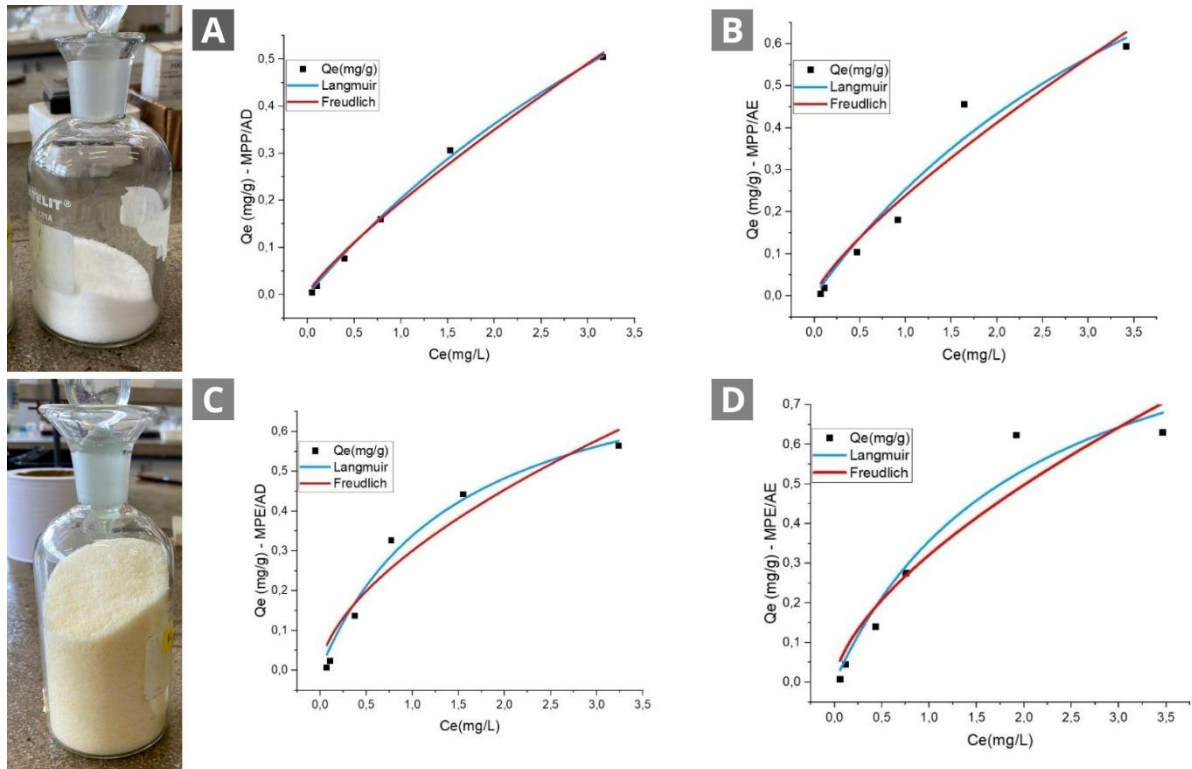 A
Qe (mg/g) - MPP/AD
Qe(mg/g)
Langmuir
Freudlich
0,5
0,3
0,2
0,1
0,0
0,0 0,5 1,0 1,5 2,0 2,5 3,0 3,5
Ce(mg/L)
B
Qe (mg/g) - MPP/AE
Qe(mg/g)
Langmuir
Freudlich
0,6
0,5
0,4
0,3
0,2
0,1
0,0
0,0 0,5 1,0 1,5 2,0 2,5 3,0 3,5
Ce(mg/L)
C
Qe (mg/g) - MPE/AD
Qe(mg/g)
Langmuir
Freudlich
0,7
0,6
0,5
0,4
0,3
0,2
0,1
0,0
0,0 0,5 1,0 1,5 2,0 2,5 3,0 3,5
Ce(mg/L)
D
Qe (mg/g) - MPE/AE
Qe(mg/g)
Langmuir
Freudlich
0,7
0,6
0,5
0,4
0,3
0,2
0,1
0,0
0,0 0,5 1,0 1,5 2,0 2,5 3,0 3,5
Ce(mg/L)